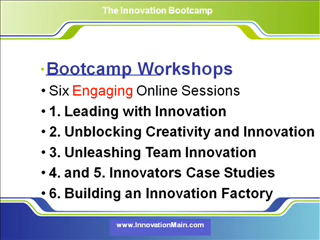 The Innovation Bootcamp
Bootcamp Workshops
• Six Engaging Online Sessions
• 1. Leading with Innovation
• 2. Unblocking Creativity and Innovation
• 3. Unleashing Team Innovation
• 4. and 5. Innovators Case Studies
• 6. Building an Innovation Factory
www.InnovationMain.com